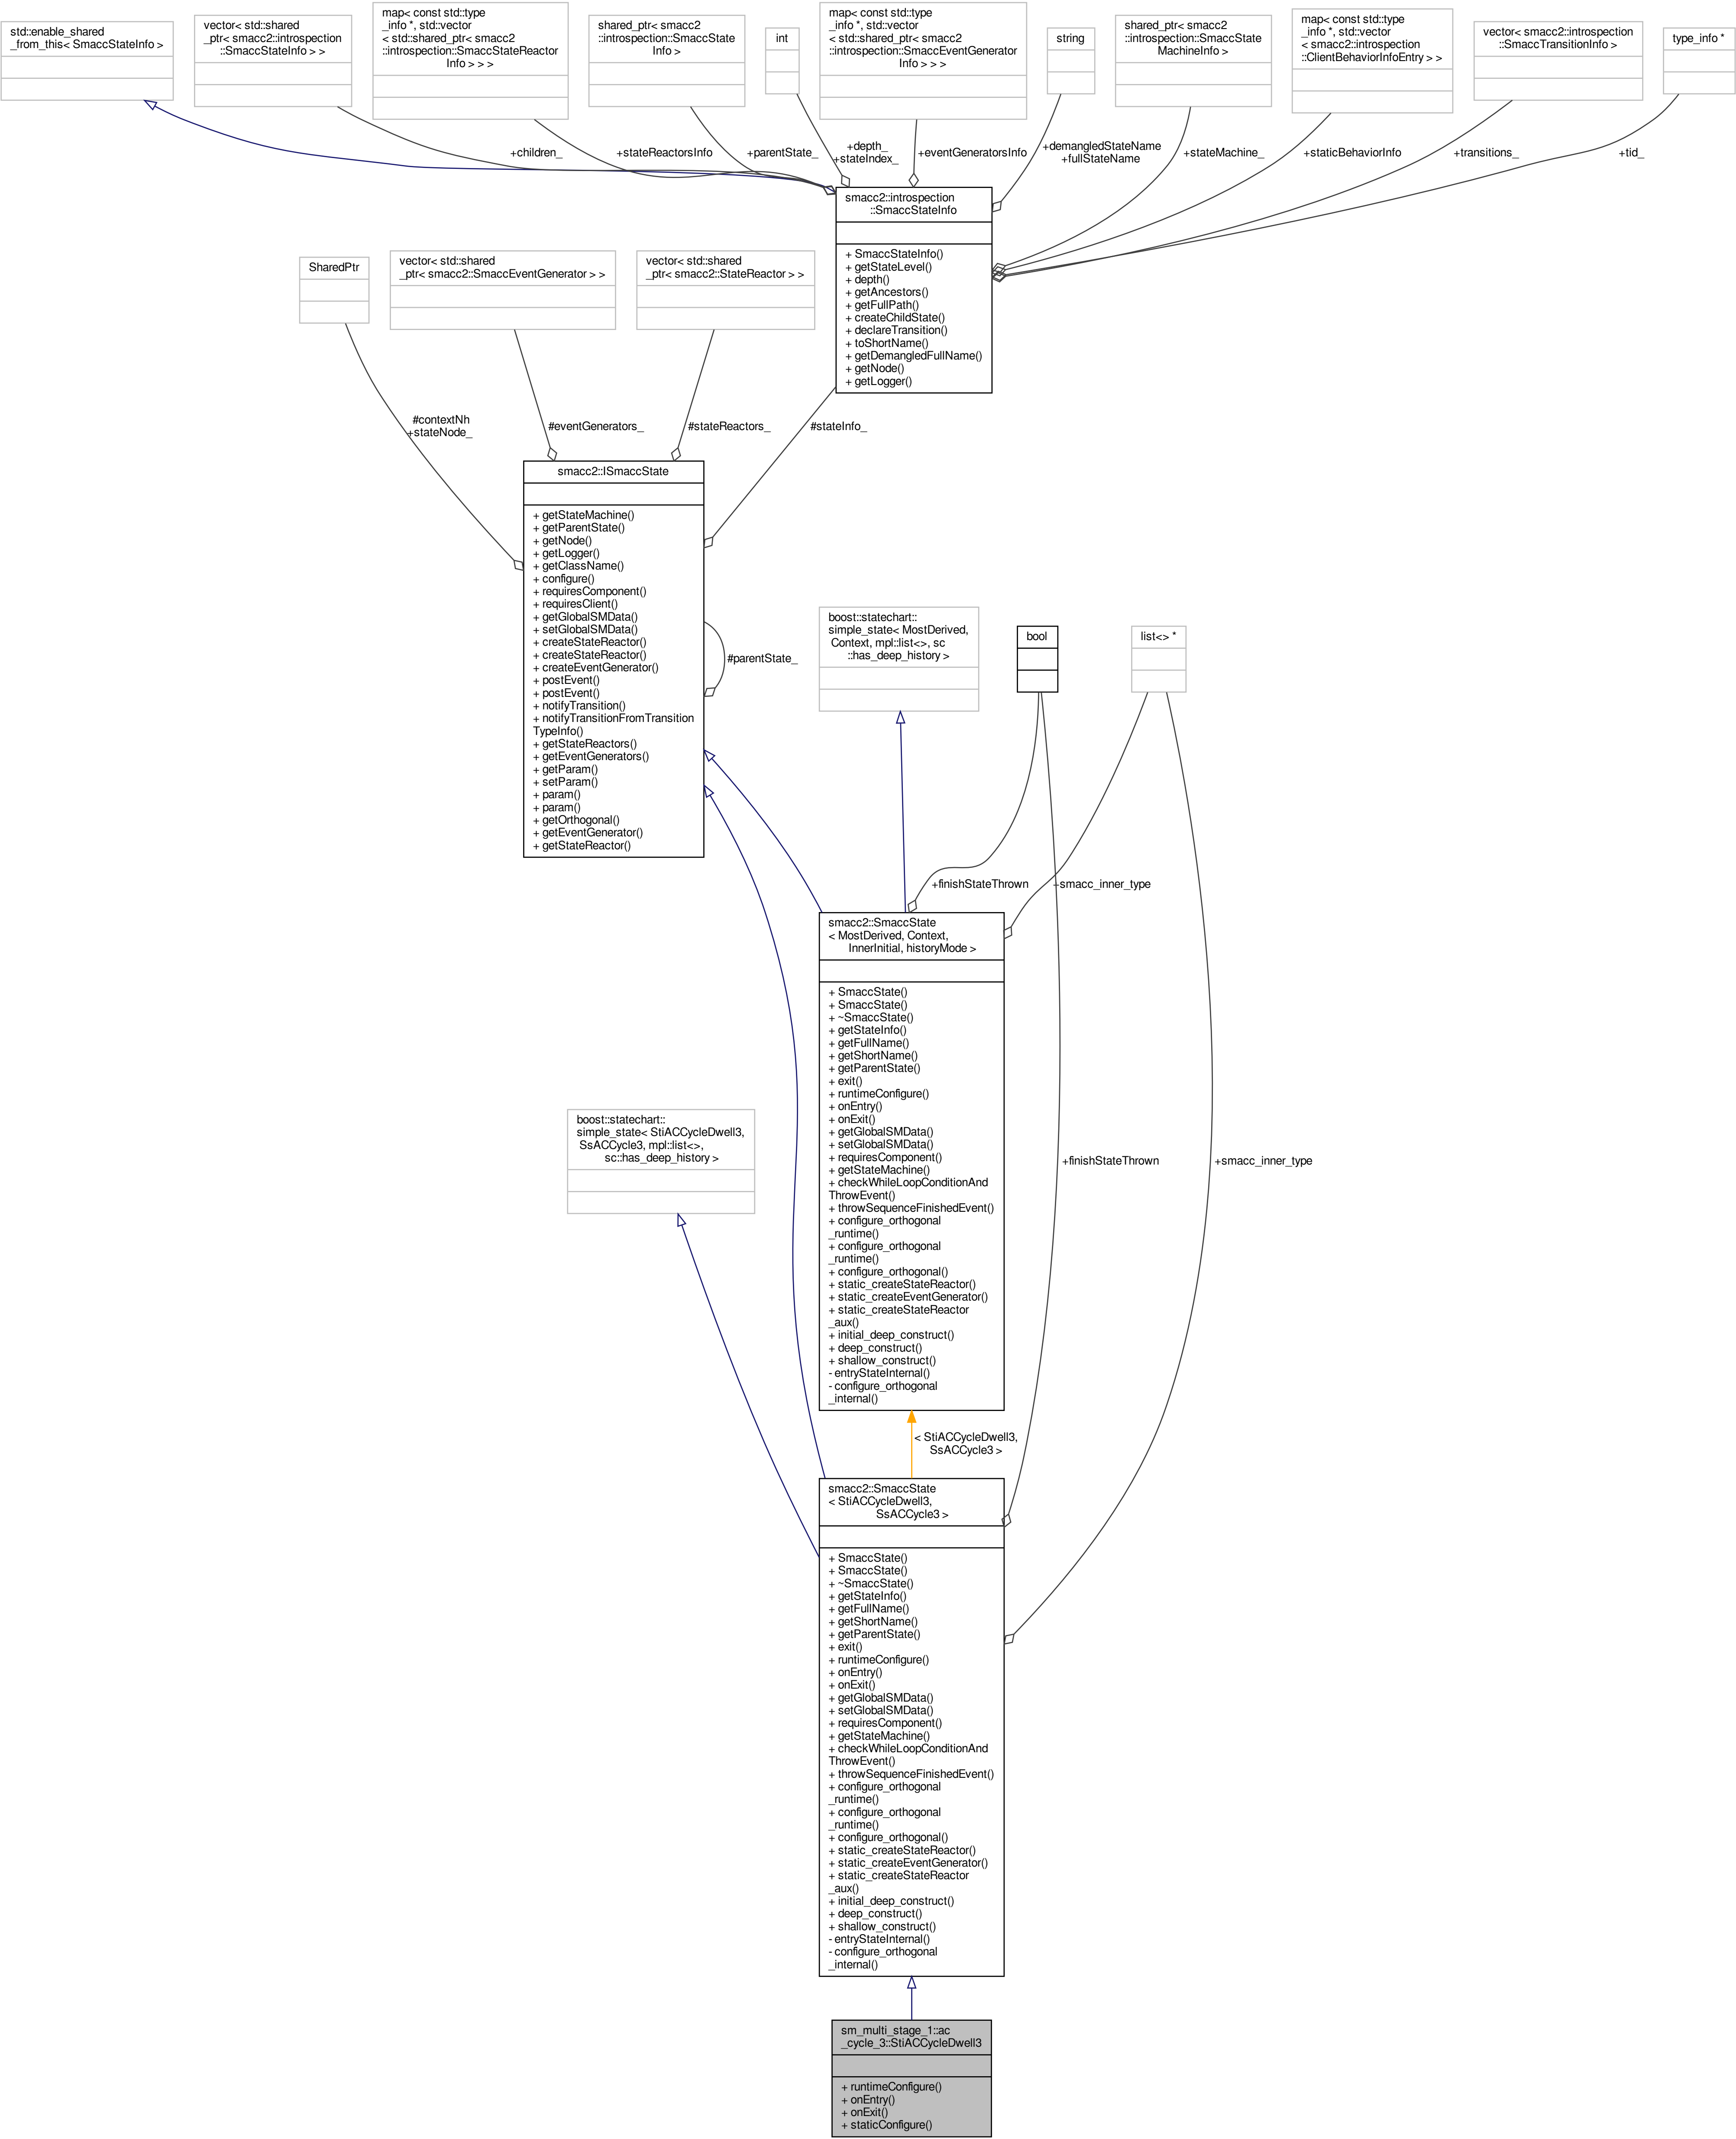 std::enable_shared
_from_this< SmaccStateInfo >
vector< std::shared
_ptr< smacc2::introspection
::SmaccStateInfo > >
map< const std::type
_info *, std::vector
< std::shared_ptr< smacc2
::introspection::SmaccStateReactor
Info > > >
shared_ptr< smacc2
::introspection::SmaccState
Info >
int
map< const std::type
_info *, std::vector
< std::shared_ptr< smacc2
::introspection::SmaccEventGenerator
Info > > >
string
shared_ptr< smacc2
::introspection::SmaccState
MachineInfo >
map< const std::type
_info *, std::vector
< smacc2::introspection
::ClientBehaviorInfoEntry > >
vector< smacc2::introspection
::SmaccTransitionInfo >
type_info *
+children_
+stateReactorsInfo
+parentState_
+depth_
+stateIndex_
+eventGeneratorsInfo
+demangledStateName
+fullStateName
+stateMachine_
+staticBehaviorInfo
+transitions_
+tid_
smacc2::introspection
::SmaccStateInfo
+ SmaccStateInfo()
+ getStateLevel()
+ depth()
+ getAncestors()
+ getFullPath()
+ createChildState()
+ declareTransition()
+ toShortName()
+ getDemangledFullName()
+ getNode()
+ getLogger()
SharedPtr
vector< std::shared
_ptr< smacc2::SmaccEventGenerator > >
vector< std::shared
_ptr< smacc2::StateReactor > >
#contextNh
+stateNode_
#eventGenerators_
#stateReactors_
#stateInfo_
smacc2::ISmaccState
+ getStateMachine()
+ getParentState()
+ getNode()
+ getLogger()
+ getClassName()
+ configure()
+ requiresComponent()
+ requiresClient()
+ getGlobalSMData()
+ setGlobalSMData()
+ createStateReactor()
+ createStateReactor()
+ createEventGenerator()
+ postEvent()
+ postEvent()
+ notifyTransition()
+ notifyTransitionFromTransition
TypeInfo()
+ getStateReactors()
+ getEventGenerators()
+ getParam()
+ setParam()
+ param()
+ param()
+ getOrthogonal()
+ getEventGenerator()
+ getStateReactor()
#parentState_
boost::statechart::
simple_state< MostDerived,
Context, mpl::list<>, sc
::has_deep_history >
bool
list<> *
+finishStateThrown
+smacc_inner_type
smacc2::SmaccState
< MostDerived, Context,
InnerInitial, historyMode >
+ SmaccState()
+ SmaccState()
+ ~SmaccState()
+ getStateInfo()
+ getFullName()
+ getShortName()
+ getParentState()
+ exit()
+ runtimeConfigure()
+ onEntry()
+ onExit()
+ getGlobalSMData()
+ setGlobalSMData()
+ requiresComponent()
+ getStateMachine()
+ checkWhileLoopConditionAnd
ThrowEvent()
+ throwSequenceFinishedEvent()
+ configure_orthogonal
_runtime()
+ configure_orthogonal
_runtime()
+ configure_orthogonal()
+ static_createStateReactor()
+ static_createEventGenerator()
+ static_createStateReactor
_aux()
+ initial_deep_construct()
+ deep_construct()
+ shallow_construct()
- entryStateInternal()
- configure_orthogonal
_internal()
boost::statechart::
simple_state< StiACCycleDwell3,
SsACCycle3, mpl::list<>,
sc::has_deep_history >
+finishStateThrown
+smacc_inner_type
< StiACCycleDwell3,
SsACCycle3 >
smacc2::SmaccState
< StiACCycleDwell3,
SsACCycle3 >
+ SmaccState()
+ SmaccState()
+ ~SmaccState()
+ getStateInfo()
+ getFullName()
+ getShortName()
+ getParentState()
+ exit()
+ runtimeConfigure()
+ onEntry()
+ onExit()
+ getGlobalSMData()
+ setGlobalSMData()
+ requiresComponent()
+ getStateMachine()
+ checkWhileLoopConditionAnd
ThrowEvent()
+ throwSequenceFinishedEvent()
+ configure_orthogonal
_runtime()
+ configure_orthogonal
_runtime()
+ configure_orthogonal()
+ static_createStateReactor()
+ static_createEventGenerator()
+ static_createStateReactor
_aux()
+ initial_deep_construct()
+ deep_construct()
+ shallow_construct()
- entryStateInternal()
- configure_orthogonal
_internal()
sm_multi_stage_1::ac
_cycle_3::StiACCycleDwell3
+ runtimeConfigure()
+ onEntry()
+ onExit()
+ staticConfigure()